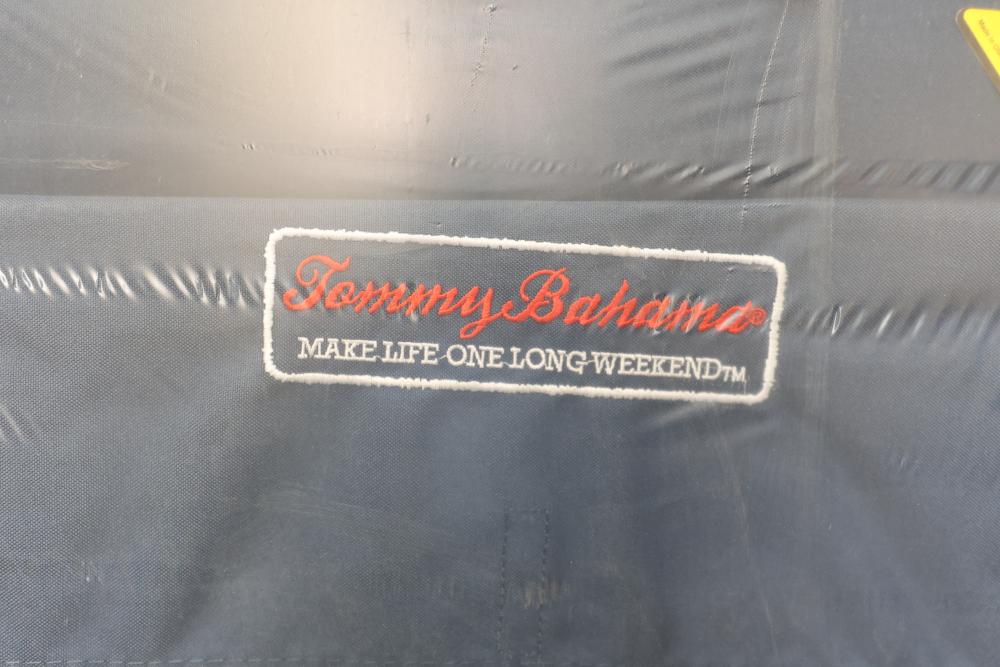 Tommy Bahama®
MAKE LIFE ONE LONG WEEKEND™